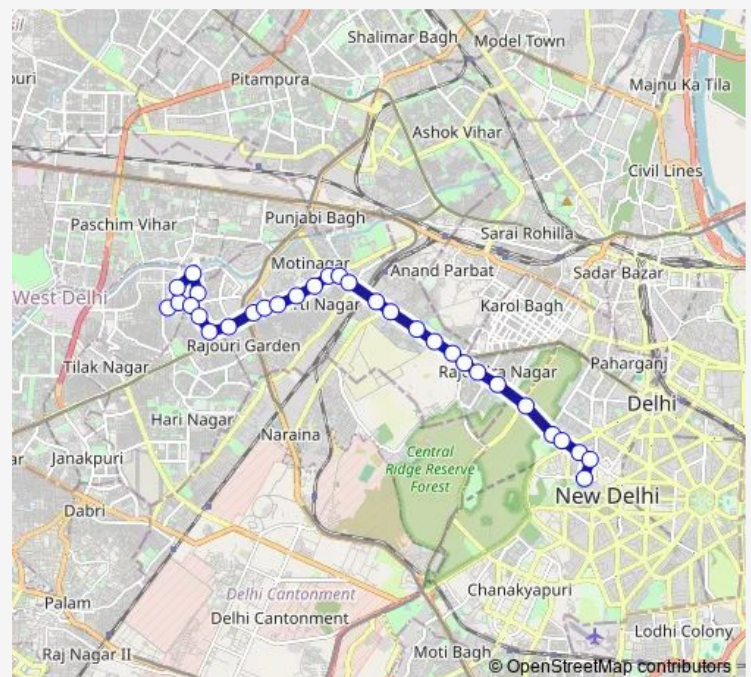 Shalimar Bagh
Model Town
Pitampura
Majnu Ka Tila
Ashok Vihar
Civil Lines
Paschim Vihar
Punjabi Bagh
Sarai Rohilla
Motinagar
Anand Parbat
Sadar Bazar
West Delhi
Nagar
Karol Bagh
Rajouri Garden
Tilak Nagar
Nagar
Paharganj
Delhi
Hari Nagar
Naraina
Central
Ridge Reserve
Forest
Janakpuri
New Delhi
Dabri
Chanakyapuri
Delhi Cantonment
Palam
Delhi Cantonment
Lodhi Colony
Raj Nagar II
Moti Bagh
© OpenStreetMap contributors